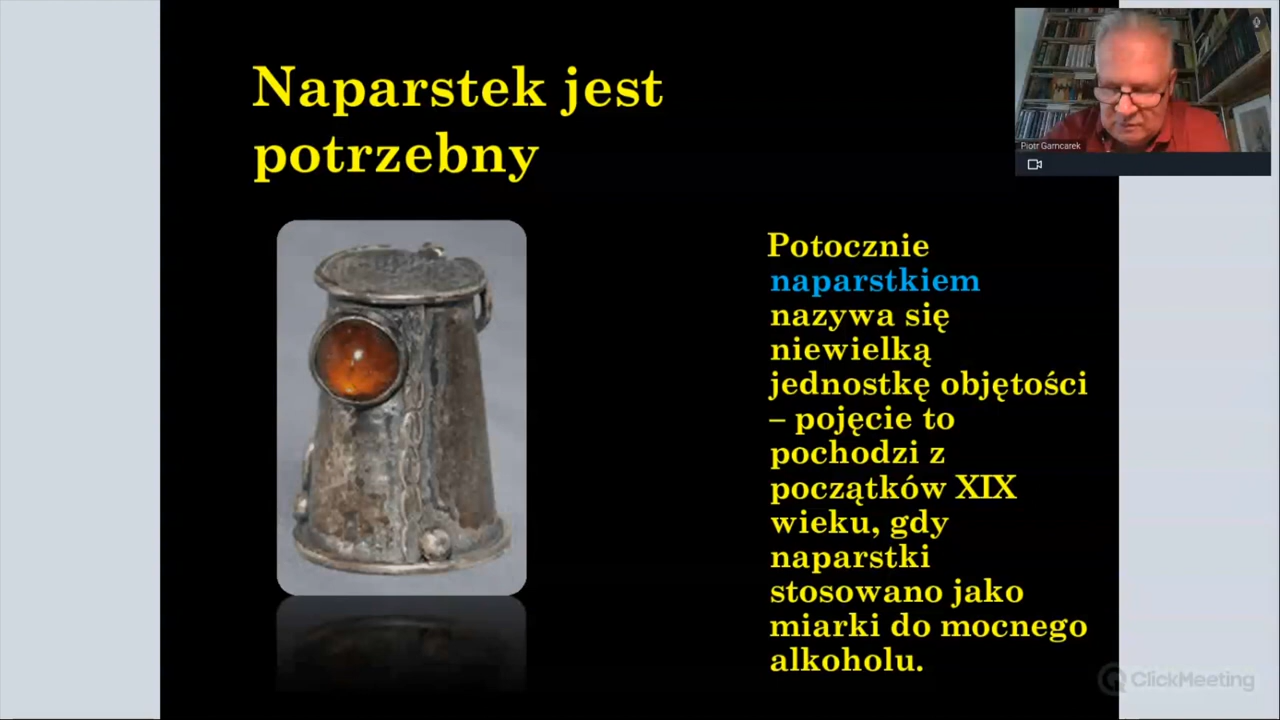 Naparstek jest
potrzebny
Piotr Garncarek
Potocznie
naparstkiem
nazywa się
niewielką
jednostkę objętości
– pojęcie to
pochodzi z
początków XIX
wieku, gdy
naparstki
stosowano jako
miarki do mocnego
alkoholu.
ClickMeeting